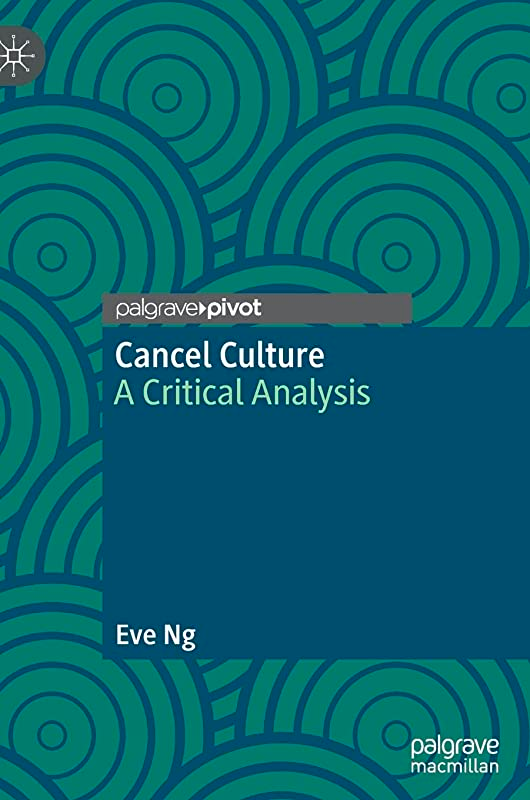 palgrave▸pivot
Cancel Culture
A Critical Analysis
Eve Ng
palgrave
macmillan